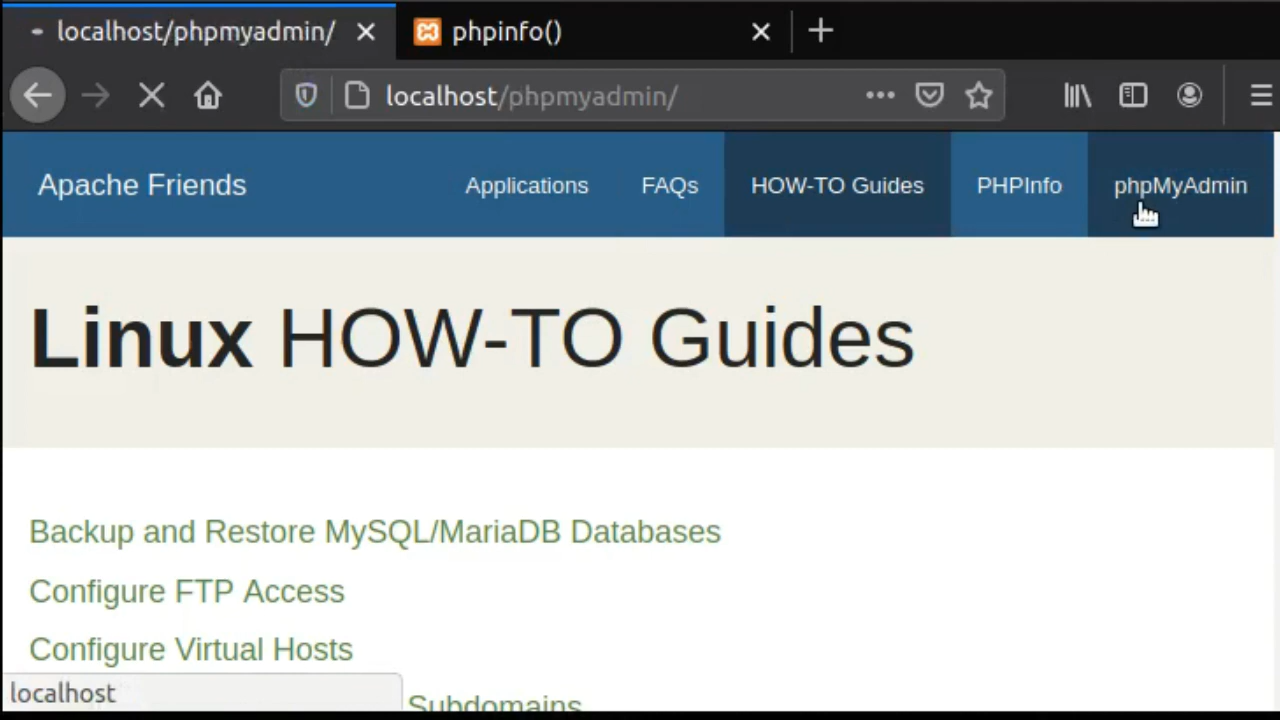 localhost/phpmyadmin/ phpinfo()
localhost/phpmyadmin/
Apache Friends Applications FAQs HOW-TO Guides PHPInfo phpMyAdmin
Linux HOW-TO Guides
Backup and Restore MySQL/MariaDB Databases
Configure FTP Access
Configure Virtual Hosts
Subdomains
localhost